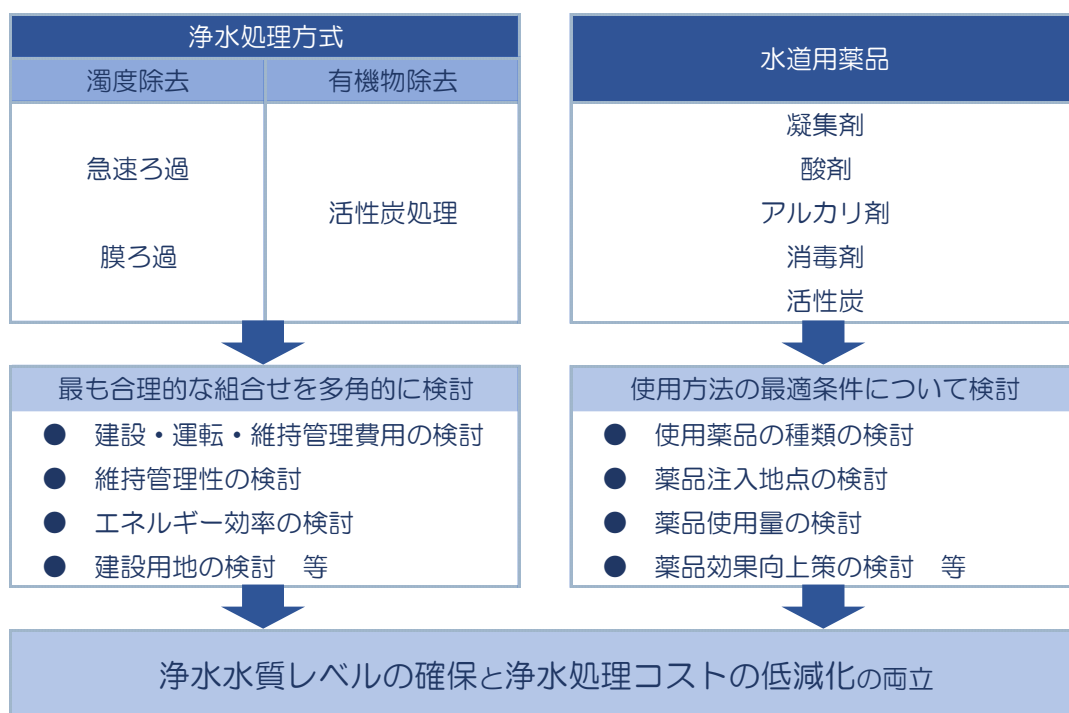 浄水処理方式
濁度除去
有機物除去
急速ろ過
膜ろ過
活性炭処理
最も合理的な組合せを多角的に検討
● 建設・運転・維持管理費用の検討
● 維持管理性の検討
● エネルギー効率の検討
● 建設用地の検討　等
水道用薬品
凝集剤
酸剤
アルカリ剤
消毒剤
活性炭
使用方法の最適条件について検討
● 使用薬品の種類の検討
● 薬品注入地点の検討
● 薬品使用量の検討
● 薬品効果向上策の検討　等
浄水水質レベルの確保と浄水処理コストの低減化の両立